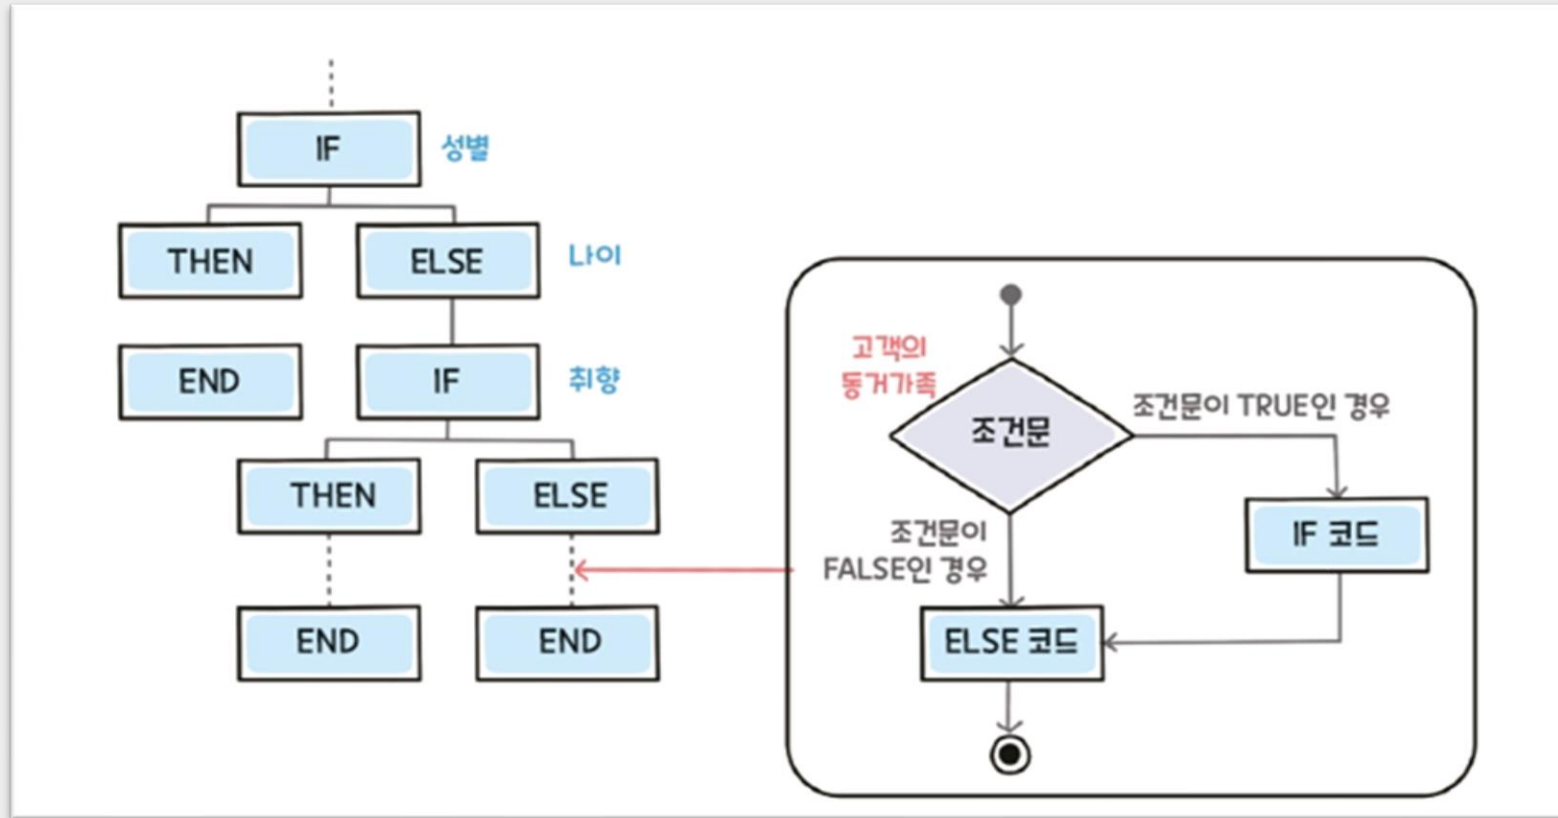 IF
성별
THEN
ELSE
나이
END
IF
취향
THEN
ELSE
END
END
고객의
동거가족
조건문
조건문이 TRUE인 경우
IF 코드
조건문이
FALSE인 경우
ELSE 코드